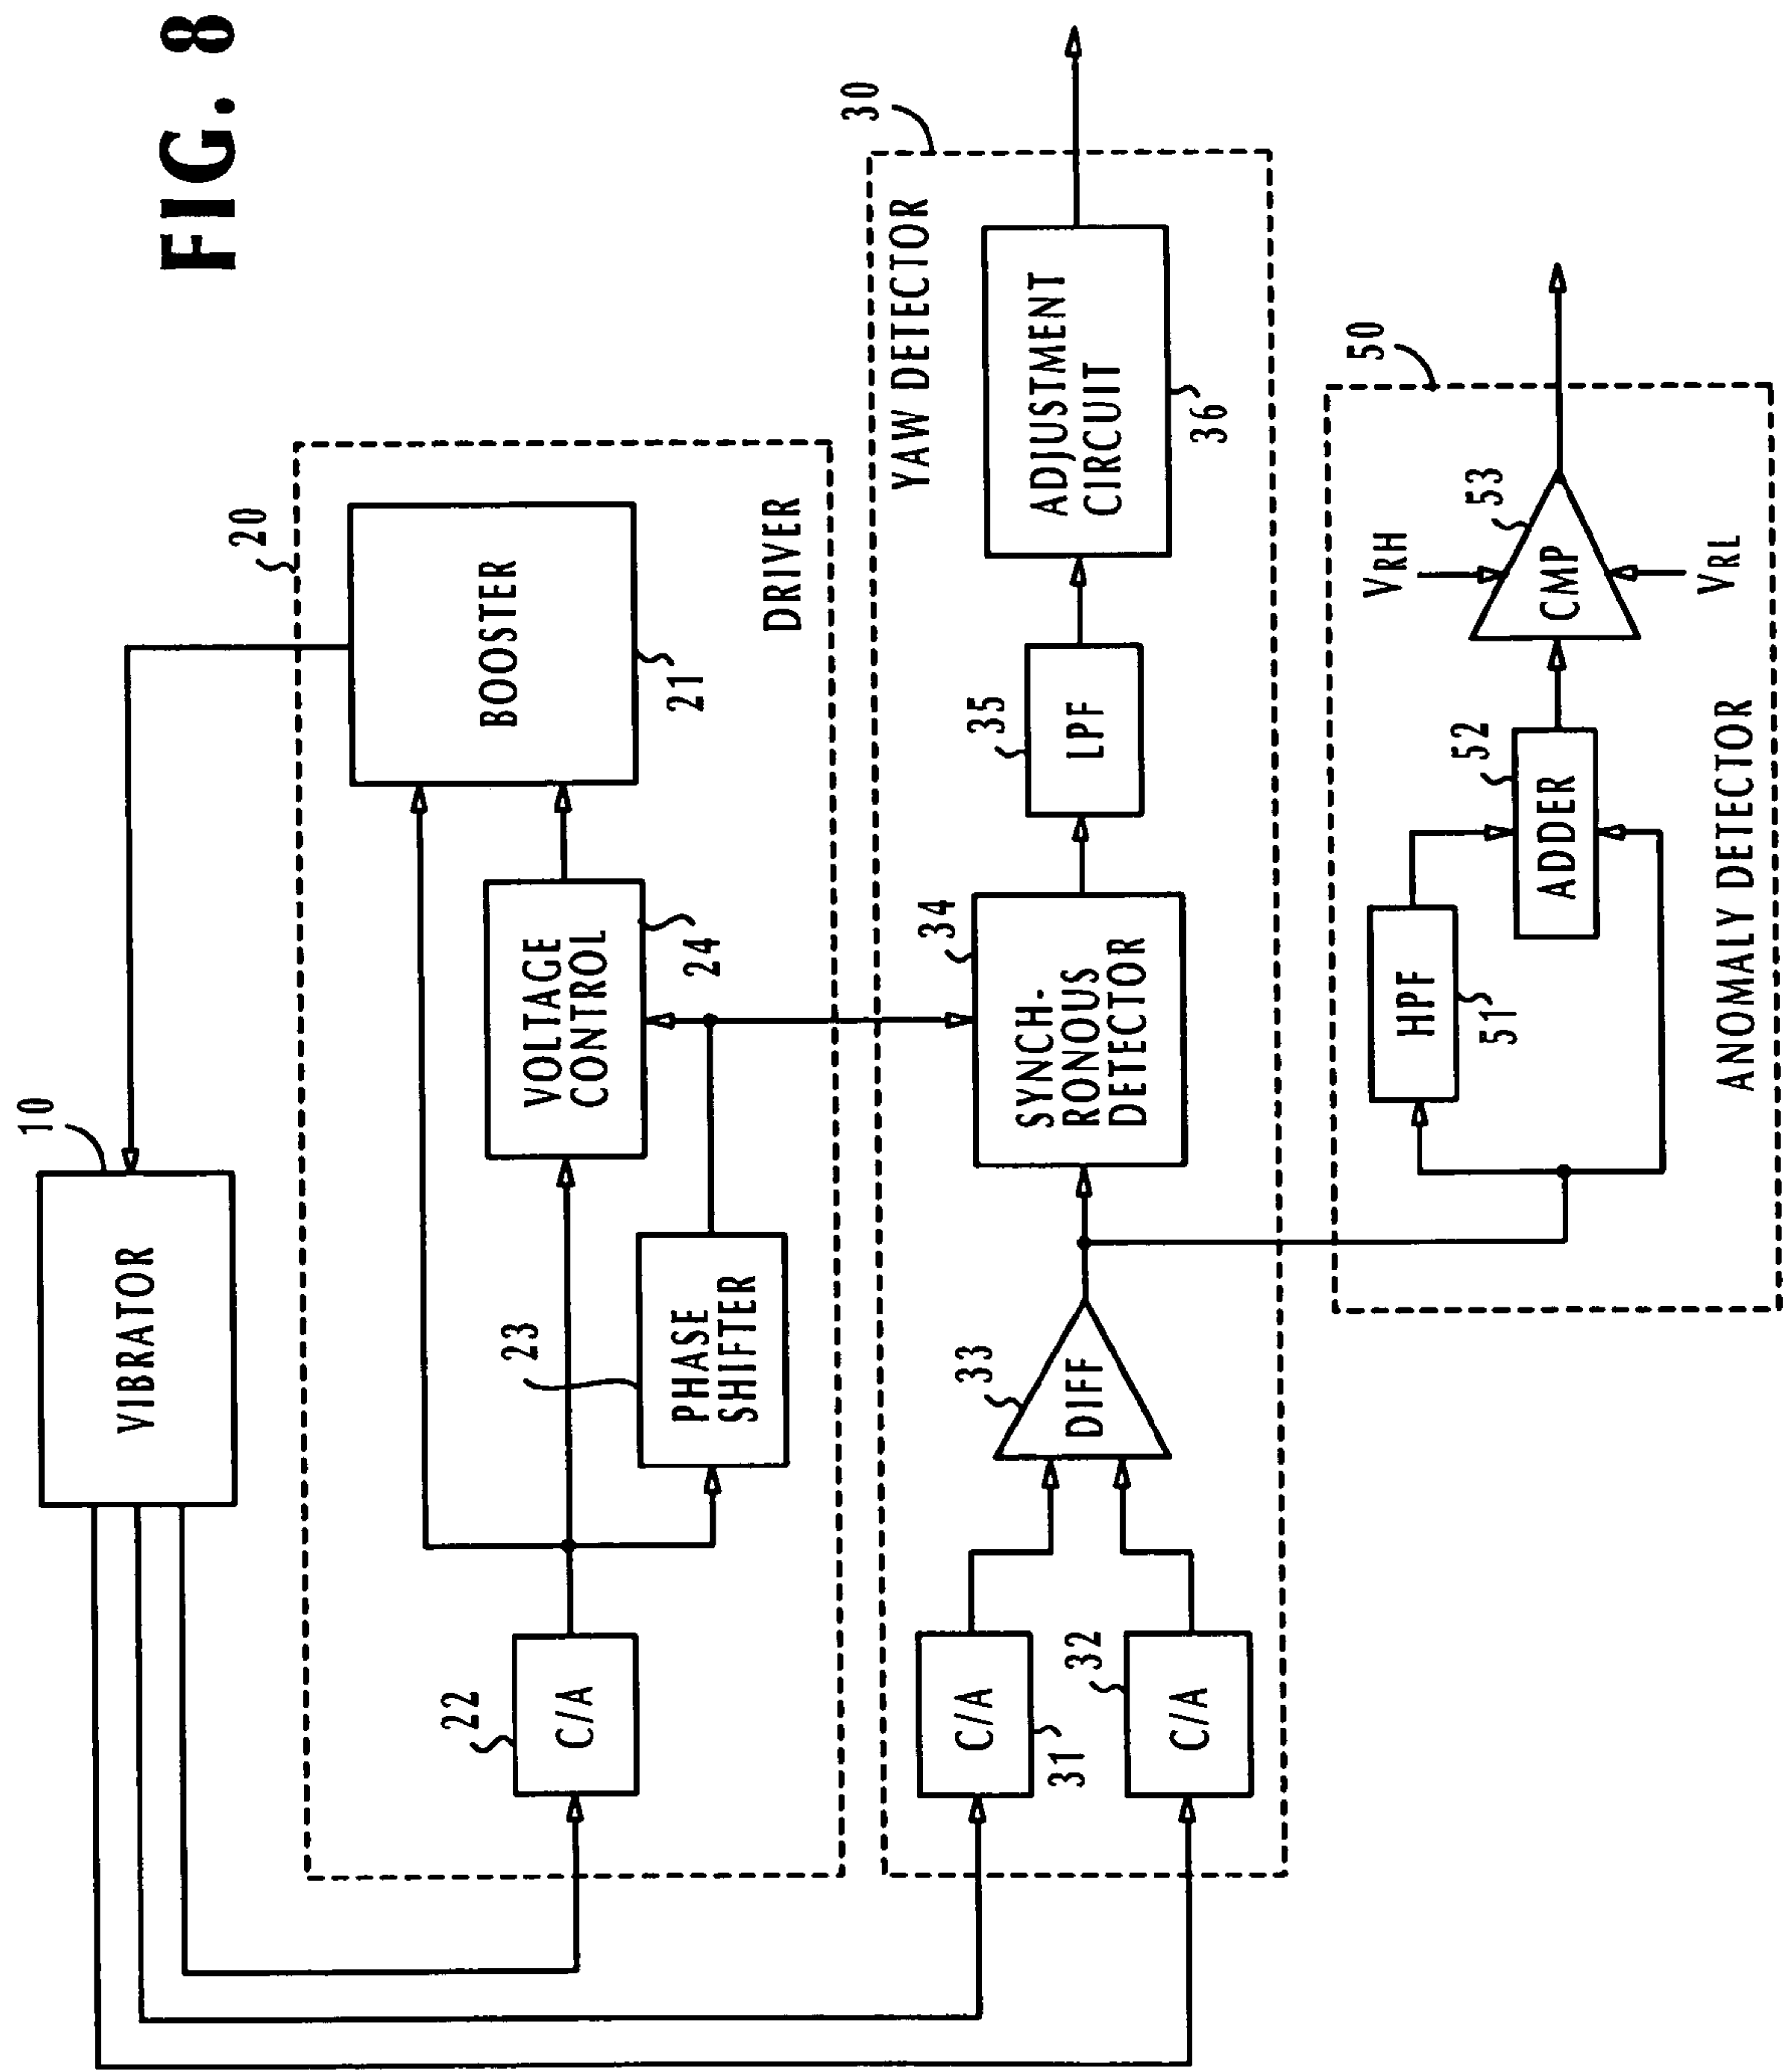 FIG. 8
10
VIBRATOR
20
BOOSTER
21
VOLTAGE
CONTROL
24
23
PHASE
SHIFTER
22
C/A
DRIVER
30
YAW DETECTOR
C/A
31
32
C/A
33
DIFF
34
SYNCH-
RONOUS
DETECTOR
35
LPF
ADJUSTMENT
CIRCUIT
36
50
HPF
51
52
ADDER
53
CMP
VRH
VRL
ANOMALY DETECTOR